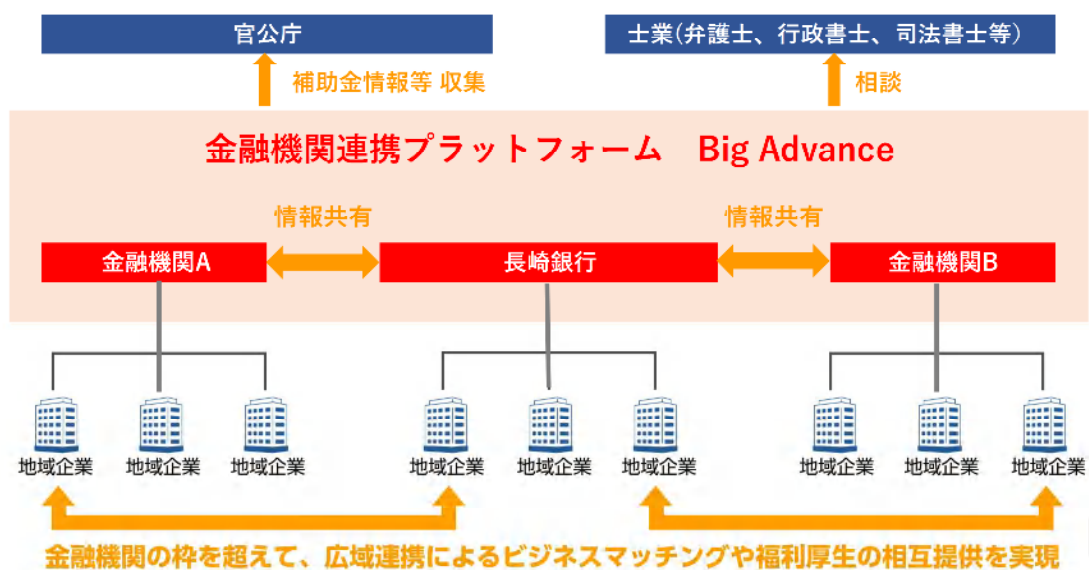 官公庁
士業(弁護士、行政書士、司法書士等)
補助金情報等 収集
相談
金融機関連携プラットフォーム Big Advance
情報共有
情報共有
金融機関A
長崎銀行
金融機関B
地域企業
地域企業
地域企業
地域企業
地域企業
地域企業
地域企業
地域企業
地域企業
金融機関の枠を超えて、広域連携によるビジネスマッチングや福利厚生の相互提供を実現